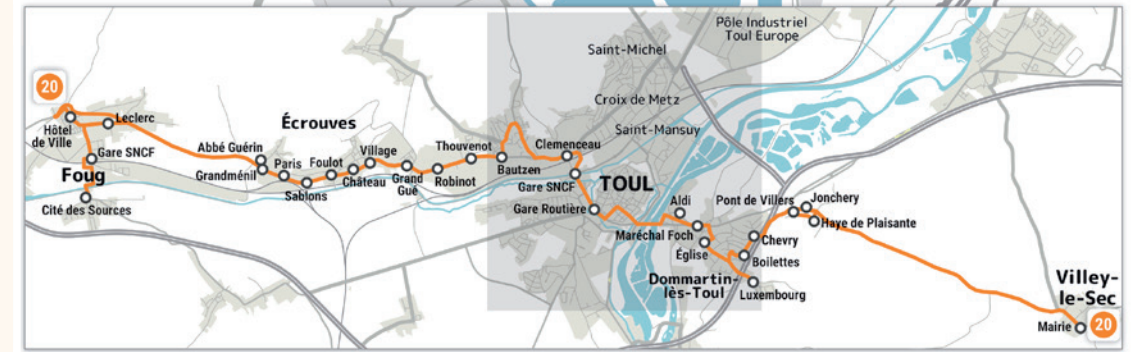 Pôle Industriel
Toul Europe
Saint-Michel
20
Croix de Metz
Hôtel
de Ville
Leclerc
Écrouves
Saint-Mansuy
Abbé Guérin
Village
Thouvenot
Clemenceau
Gare SNCF
Foug
Grandménil
Paris
Foulot
Sablons
Château
Grand
Gué
Robinot
Bautzen
Gare SNCF
TOUL
Cité des Sources
Gare Routière
Aldi
Pont de Villers
Jonchery
Haye de Plaisante
Maréchal Foch
Église
Chevry
Boilettes
Dommartin-
lès-Toul
Luxembourg
Villey-
le-Sec
Mairie
20